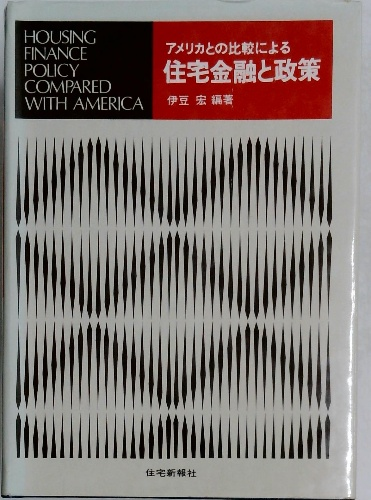 HOUSING
FINANCE
POLICY
COMPARED
WITH AMERICA
アメリカとの比較による
住宅金融と政策
伊豆 宏 編著
住宅新報社